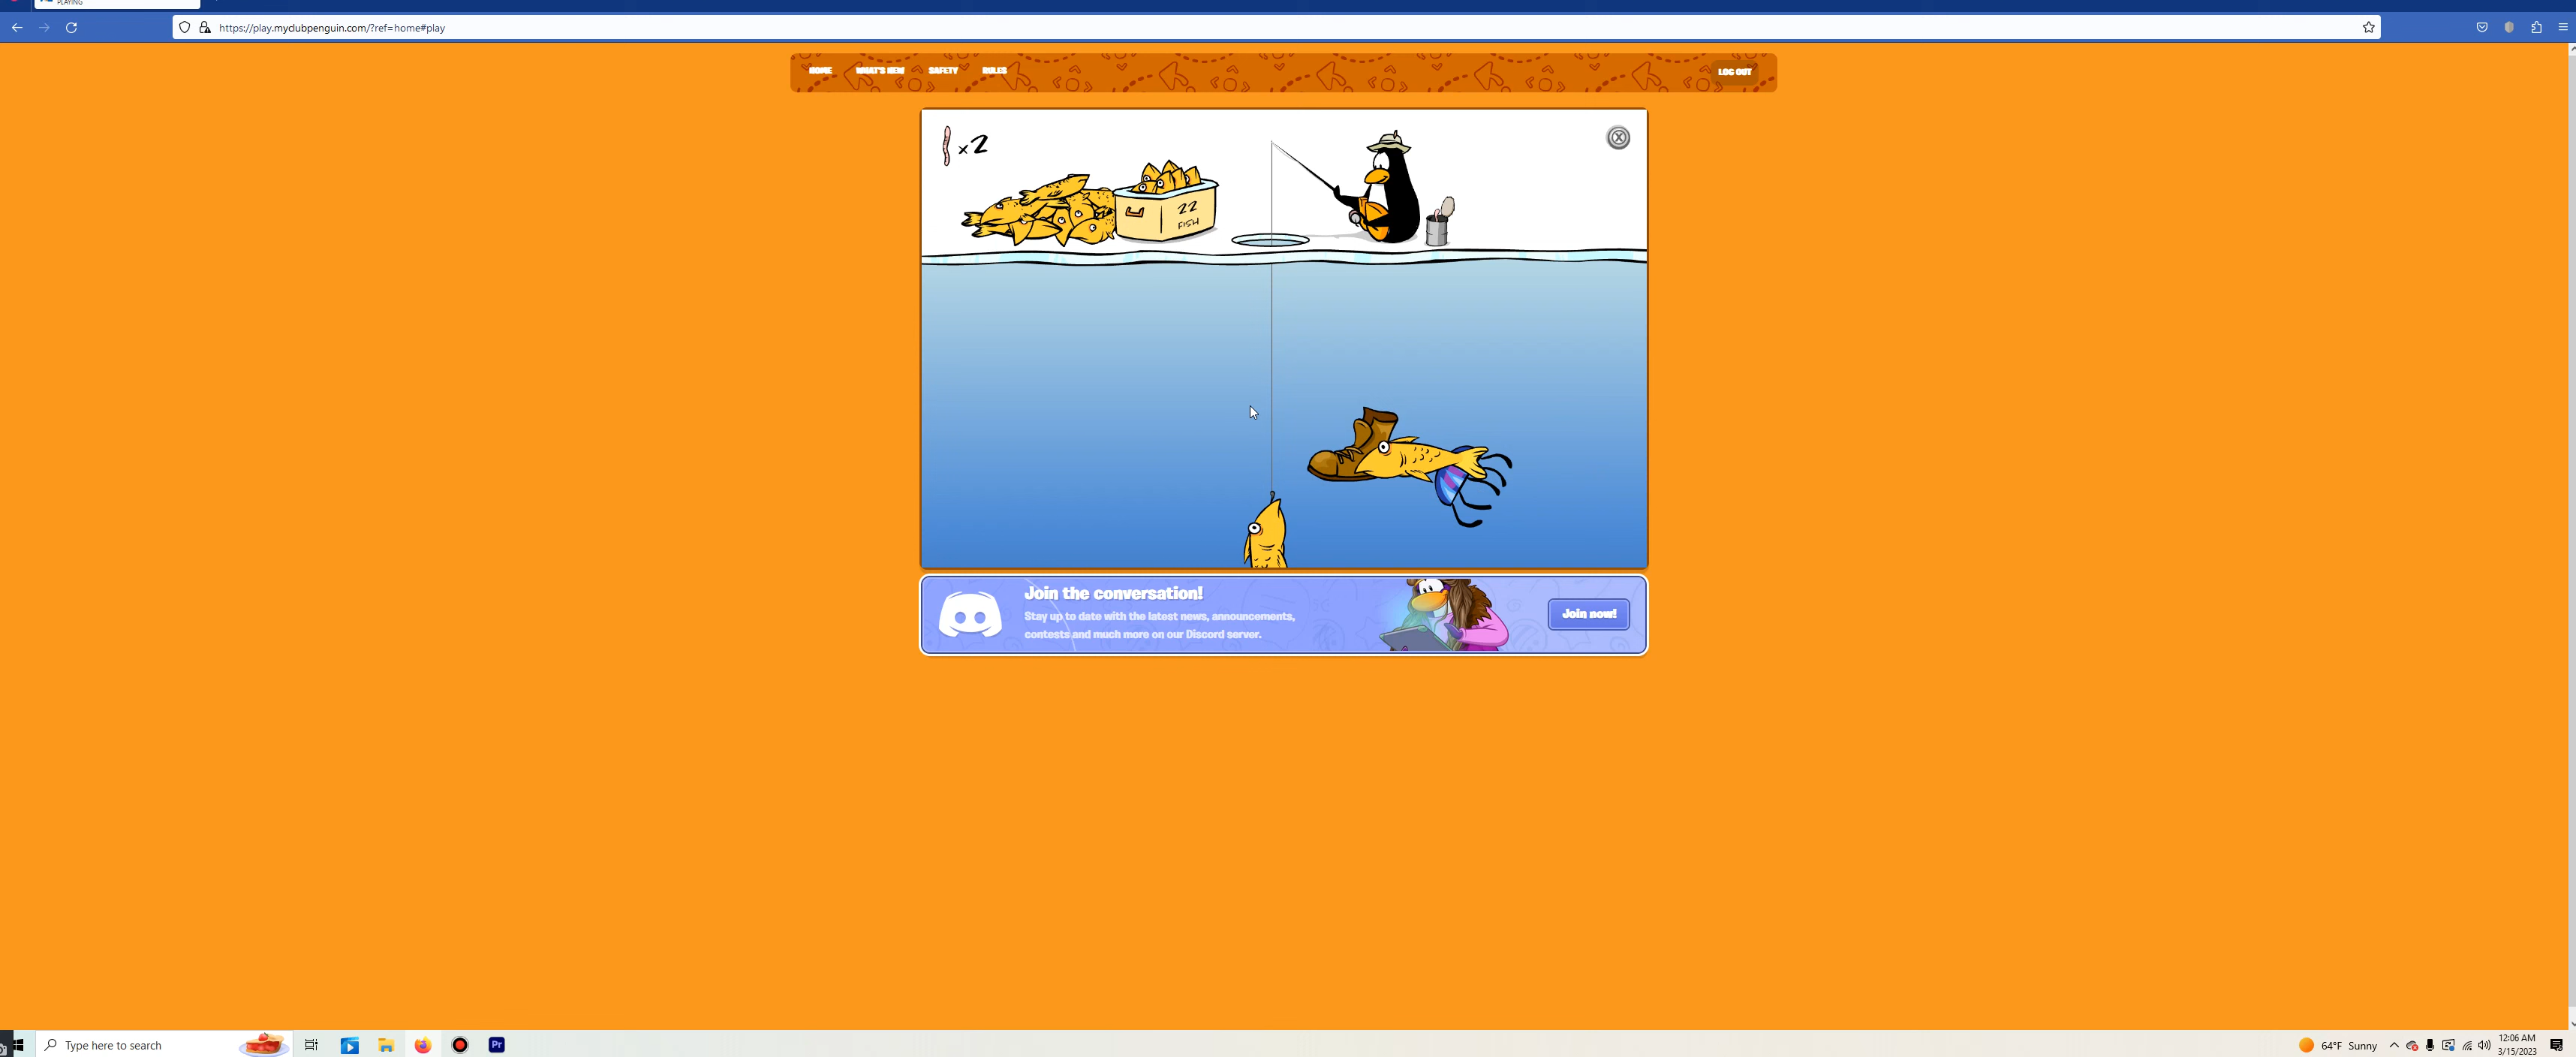 PLAYING
https://play.myclubpenguin.com/?ref=home#play
HOME WHAT'S NEW SAFETY RULES LOG OUT
x2
22
FISH
Join the conversation!
Stay up to date with the latest news, announcements,
contests and much more on our Discord server.
Join now!
Type here to search
Pr
64°F Sunny
12:06 AM
3/15/2023